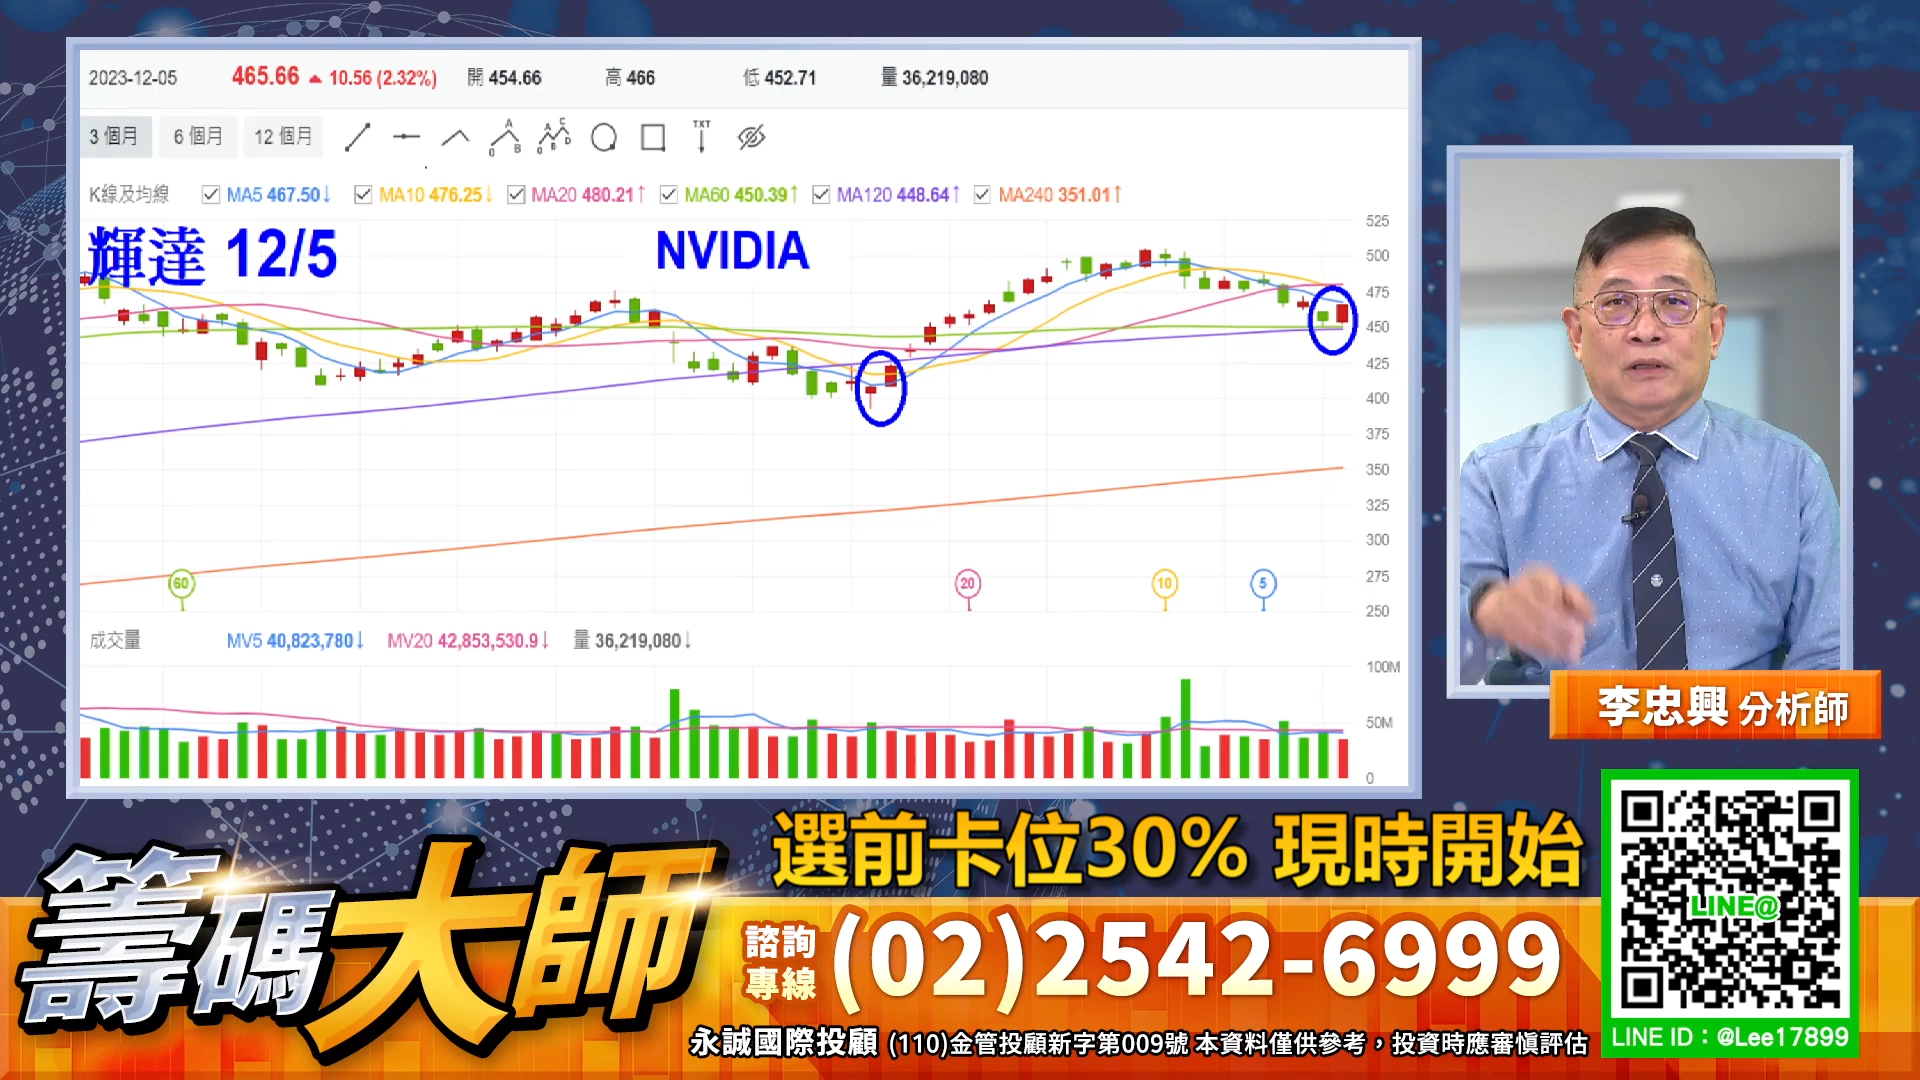 2023-12-05 465.66 ▲ 10.56 (2.32%) 開 454.66 高 466 低 452.71 量 36,219,080
3 個月 6 個月 12 個月
A
0 B
A C
0 B D
TXT
K線及均線 MA5 467.50↓ MA10 476.25↓ MA20 480.21↑ MA60 450.39↑ MA120 448.64↑ MA240 351.01↑
輝達 12/5 NVIDIA
525
500
475
450
425
400
375
350
325
300
275
250
60 20 10 5
成交量 MV5 40,823,780↓ MV20 42,853,530.9↓ 量 36,219,080↓
100M
50M
0
李忠興 分析師
籌碼大師
選前卡位30% 現時開始
諮詢專線 (02)2542-6999
永誠國際投顧 (110)金管投顧新字第009號 本資料僅供參考，投資時應審慎評估
LINE@
LINE ID：@Lee17899